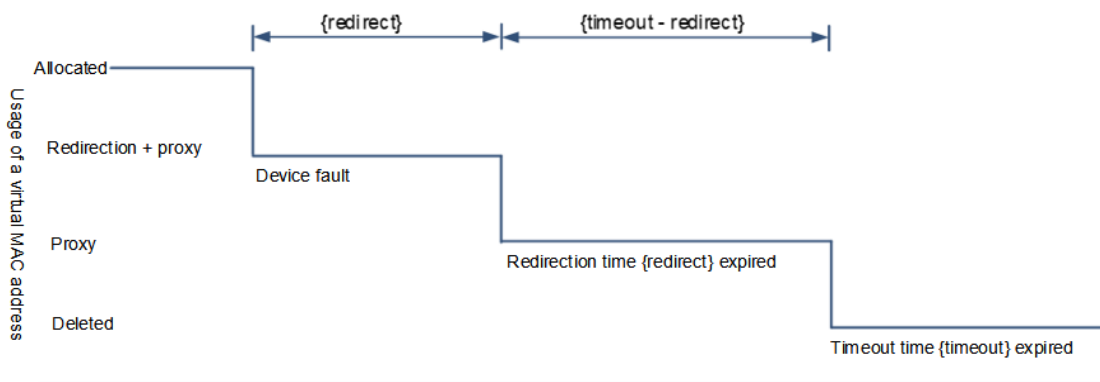 {redirect}
{timeout - redirect}
Allocated
Usage of a virtual MAC address
Redirection + proxy
Device fault
Proxy
Redirection time {redirect} expired
Deleted
Timeout time {timeout} expired